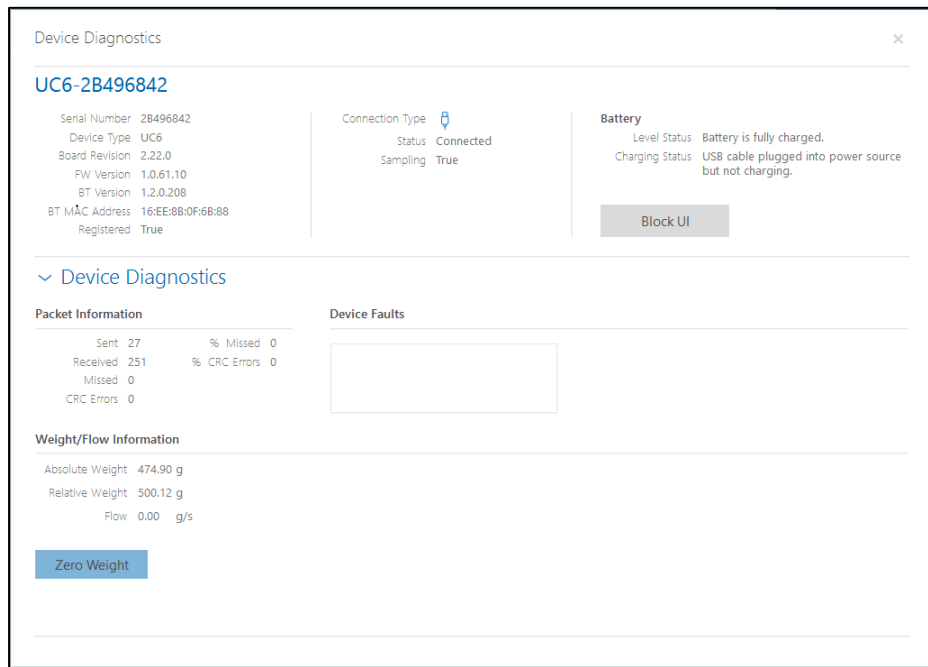 Device Diagnostics
×
UC6-2B496842
Serial Number 2B496842
Device Type UC6
Board Revision 2.22.0
FW Version 1.0.61.10
BT Version 1.2.0.208
BT MAC Address 16:EE:8B:0F:6B:88
Registered True
Connection Type
Status Connected
Sampling True
Battery
Level Status Battery is fully charged.
Charging Status USB cable plugged into power source
but not charging.
Block UI
Device Diagnostics
Packet Information
Sent 27 % Missed 0
Received 251 % CRC Errors 0
Missed 0
CRC Errors 0
Device Faults
Weight/Flow Information
Absolute Weight 474.90 g
Relative Weight 500.12 g
Flow 0.00 g/s
Zero Weight